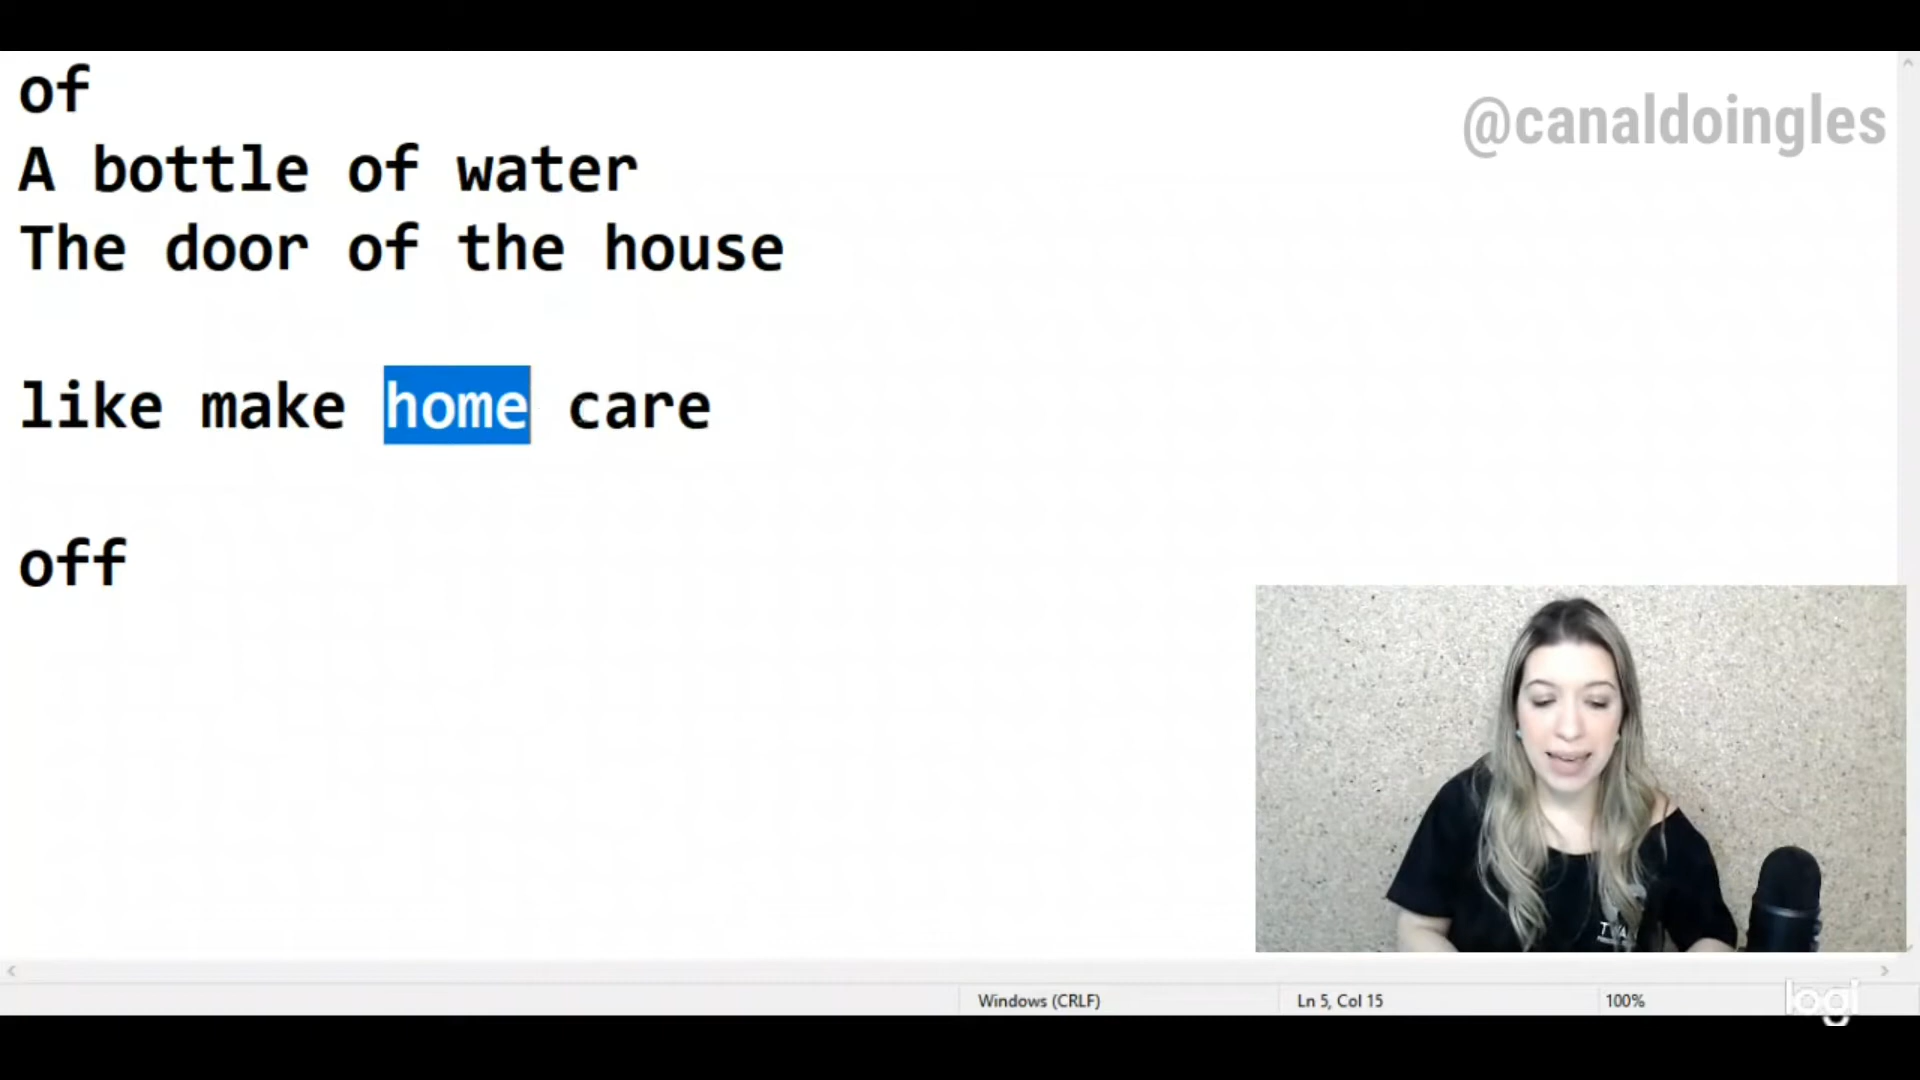 of
@canaldoingles
A bottle of water
The door of the house
like make home care
off
Windows (CRLF)
Ln 5, Col 15
100%
logi